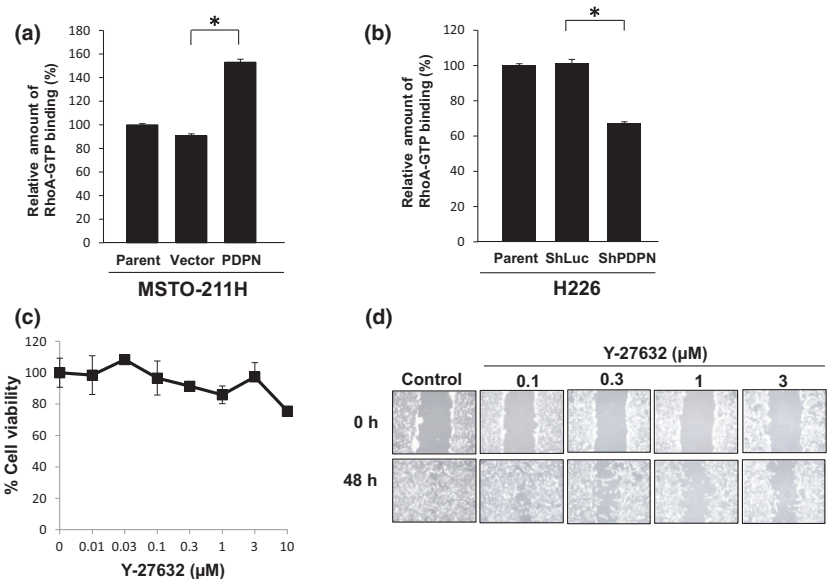 (a)
Relative amount of
RhoA-GTP binding (%)
180
160
140
120
100
80
60
40
20
0
*
Parent Vector PDPN
MSTO-211H
(b)
Relative amount of
RhoA-GTP binding (%)
120
100
80
60
40
20
0
*
Parent ShLuc ShPDPN
H226
(c)
% Cell viability
120
100
80
60
40
20
0
0 0.01 0.03 0.1 0.3 1 3 10
Y-27632 (µM)
(d)
Y-27632 (µM)
Control 0.1 0.3 1 3
0 h
48 h